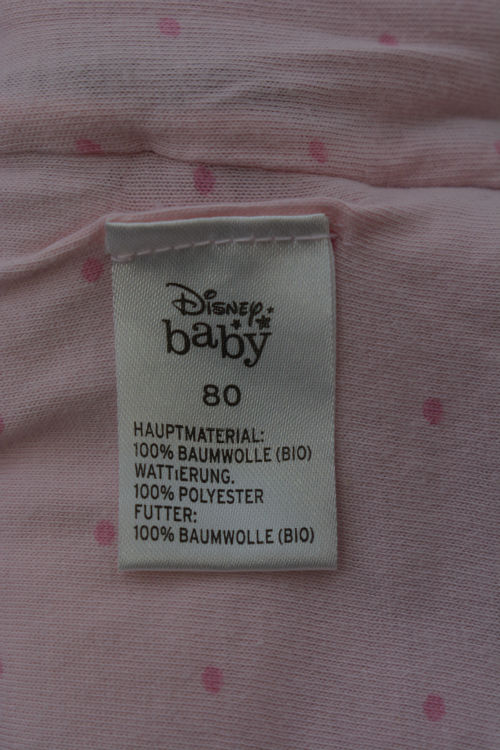 Disney
baby
80
HAUPTMATERIAL:
100% BAUMWOLLE (BIO)
WATTIERUNG.
100% POLYESTER
FUTTER:
100% BAUMWOLLE (BIO)